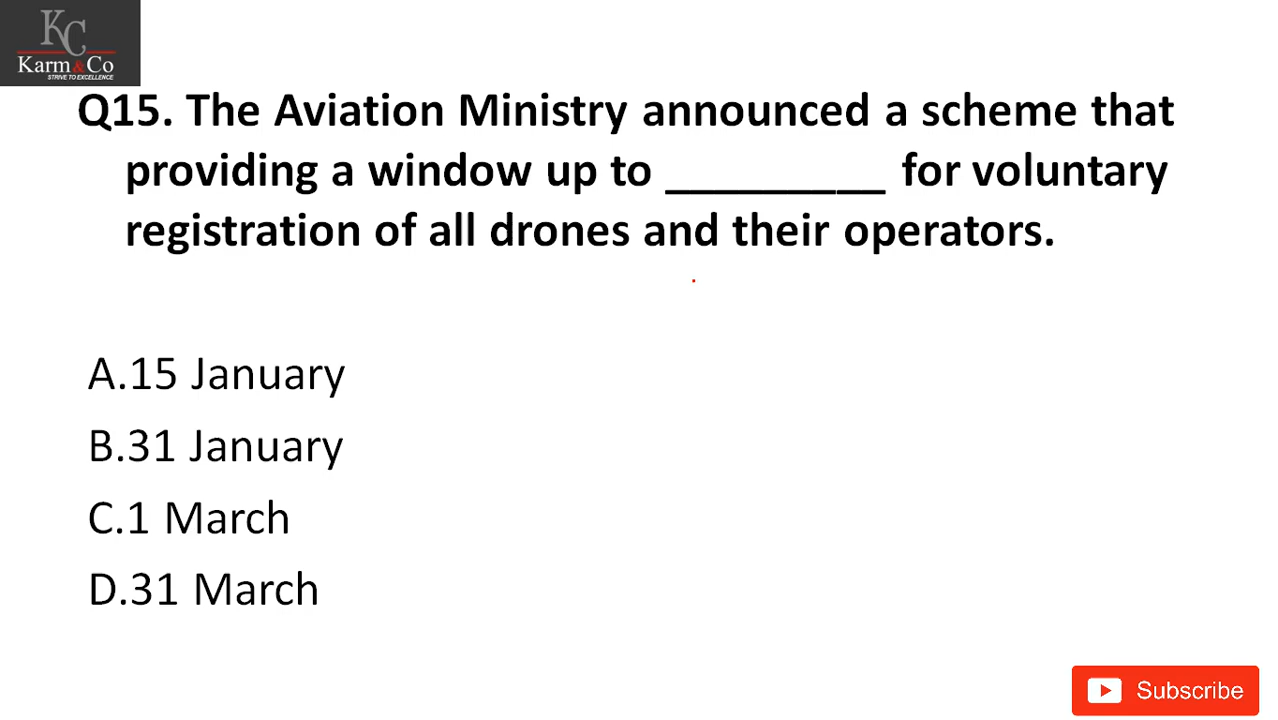 KC
Karm&Co
STRIVE TO EXCELLENCE
Q15. The Aviation Ministry announced a scheme that
providing a window up to _________ for voluntary
registration of all drones and their operators.
A.15 January
B.31 January
C.1 March
D.31 March
Subscribe